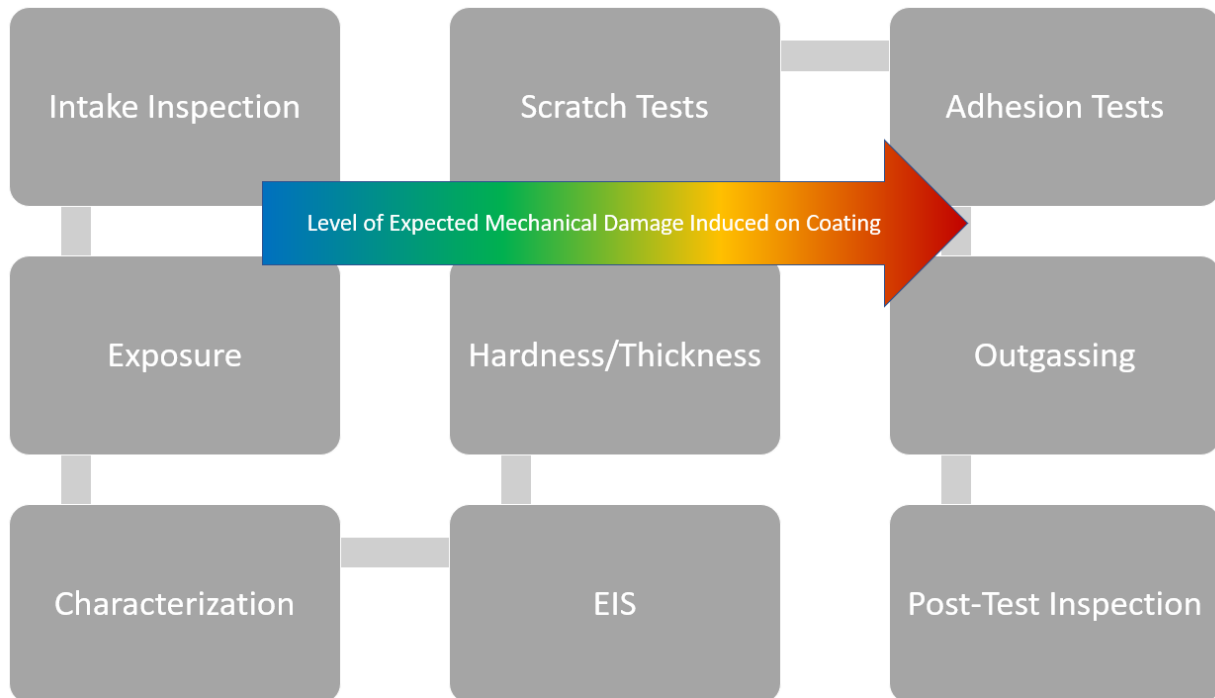 Intake Inspection
Scratch Tests
Adhesion Tests
Level of Expected Mechanical Damage Induced on Coating
Exposure
Hardness/Thickness
Outgassing
Characterization
EIS
Post-Test Inspection